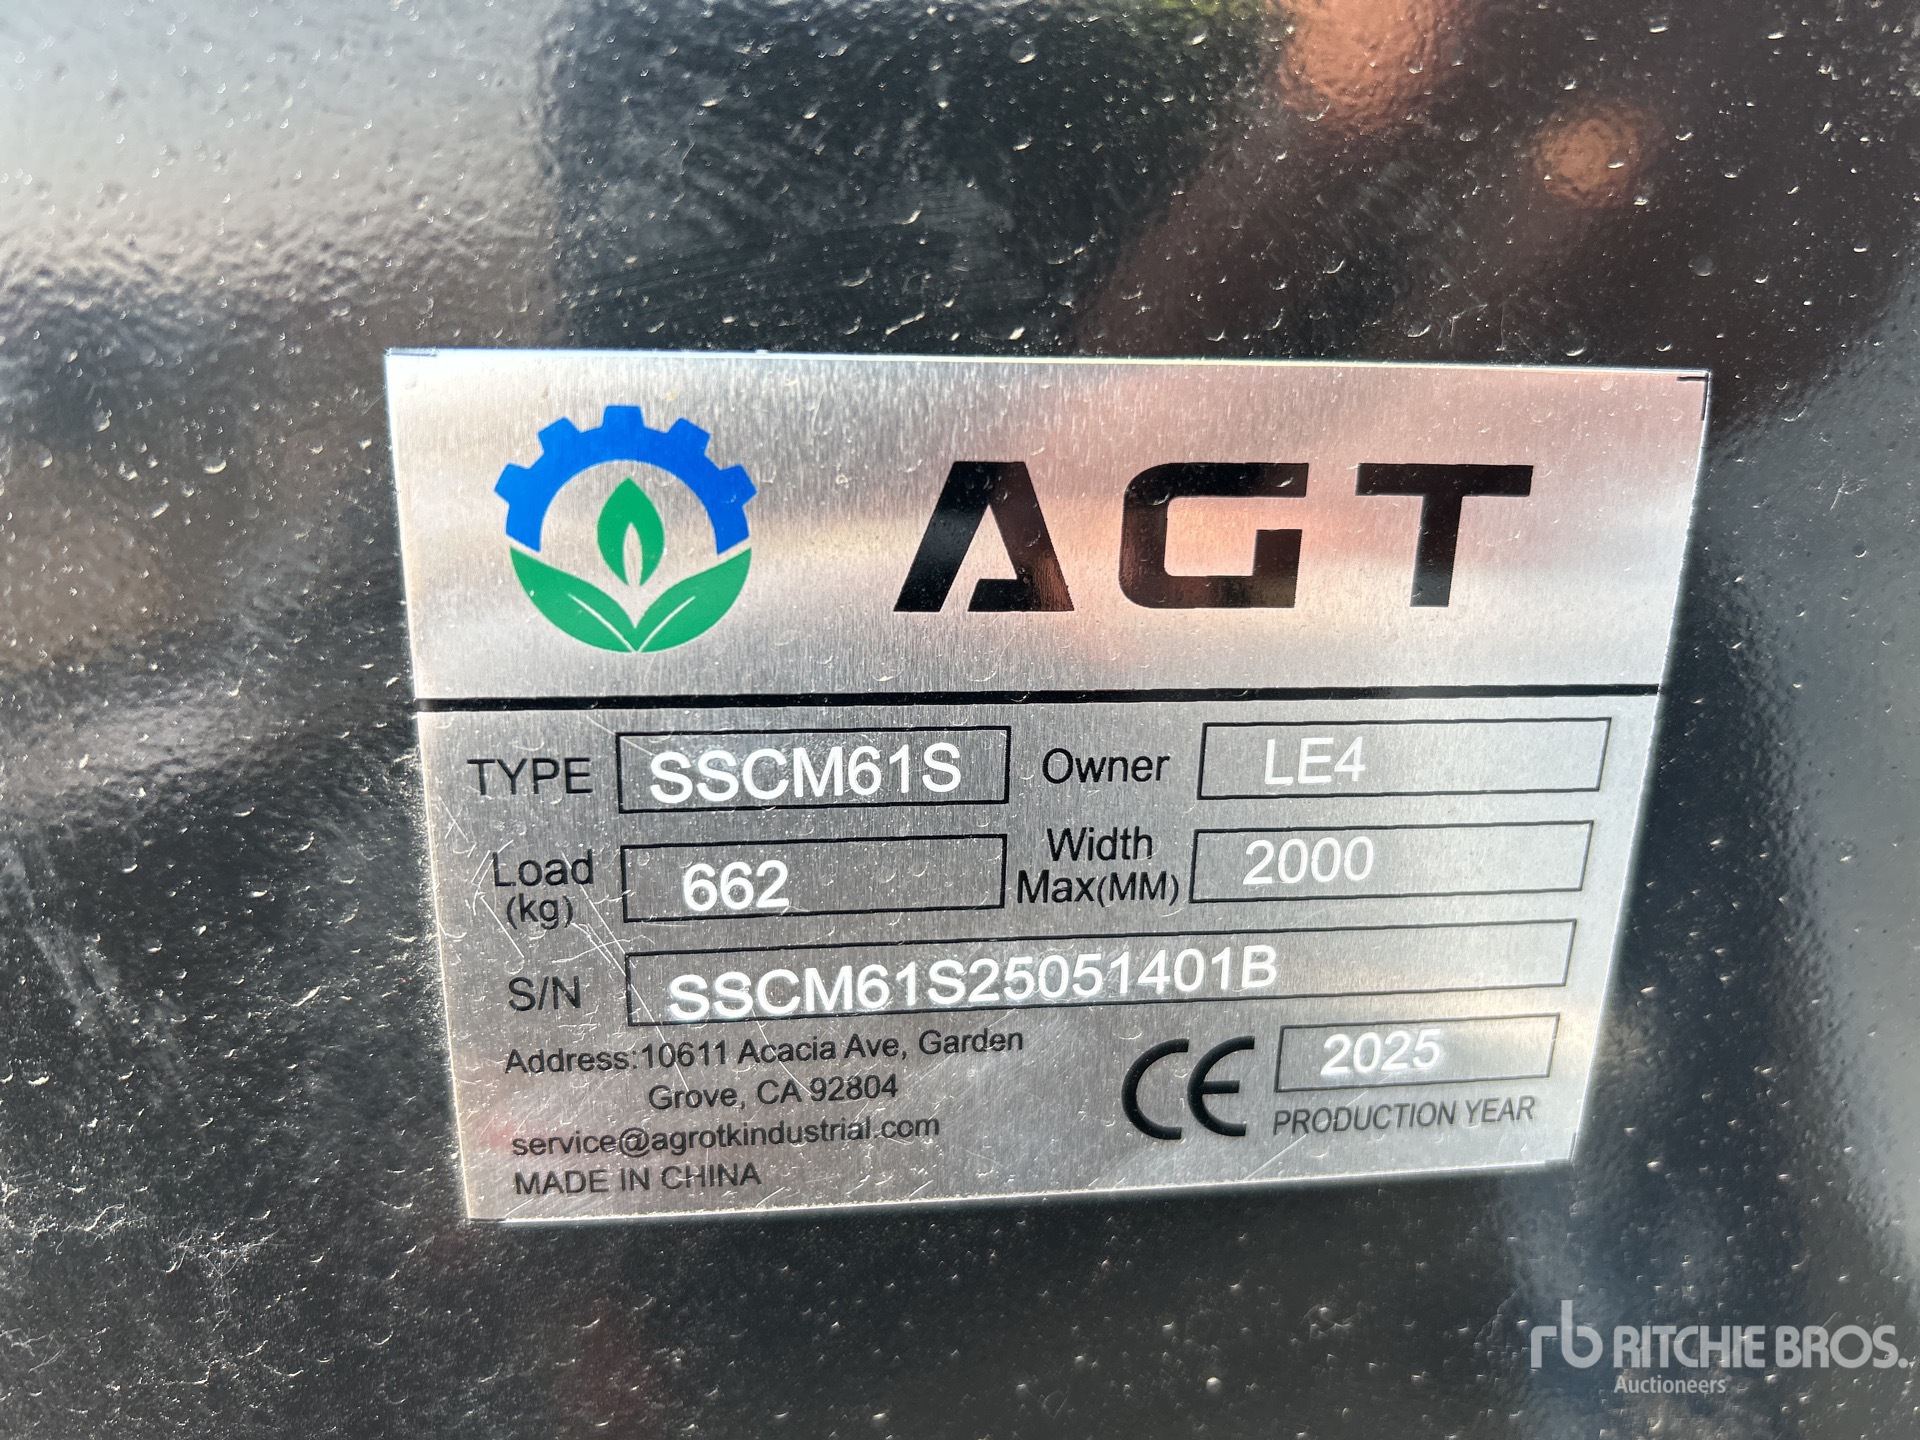 AGT
TYPE SSCM61S Owner LE4
Load (kg) 662 Width Max(MM) 2000
S/N SSCM61S25051401B
Address:10611 Acacia Ave, Garden
Grove, CA 92804
service@agrotkindustrial.com
MADE IN CHINA
CE 2025
PRODUCTION YEAR
rb RITCHIE BROS.
Auctioneers